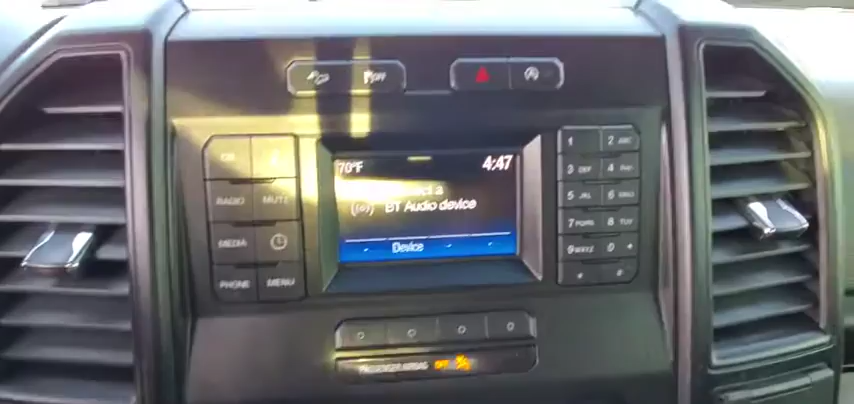 OFF
70°F 4:47
a
BT Audio device
Device
RADIO MUTE
MEDIA
PHONE MENU
1 2 ABC
3 DEF 4 GHI
5 JKL 6 MNO
7 PQRS 8 TUV
9 WXYZ 0 +
* #
PASSENGER AIRBAG OFF